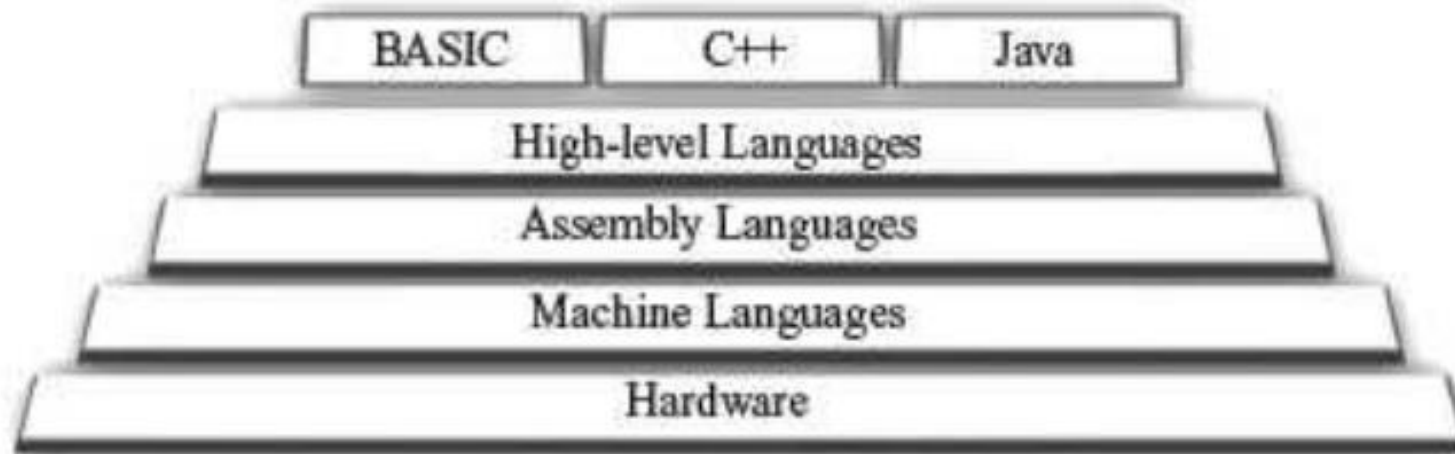 BASIC C++ Java
High-level Languages
Assembly Languages
Machine Languages
Hardware